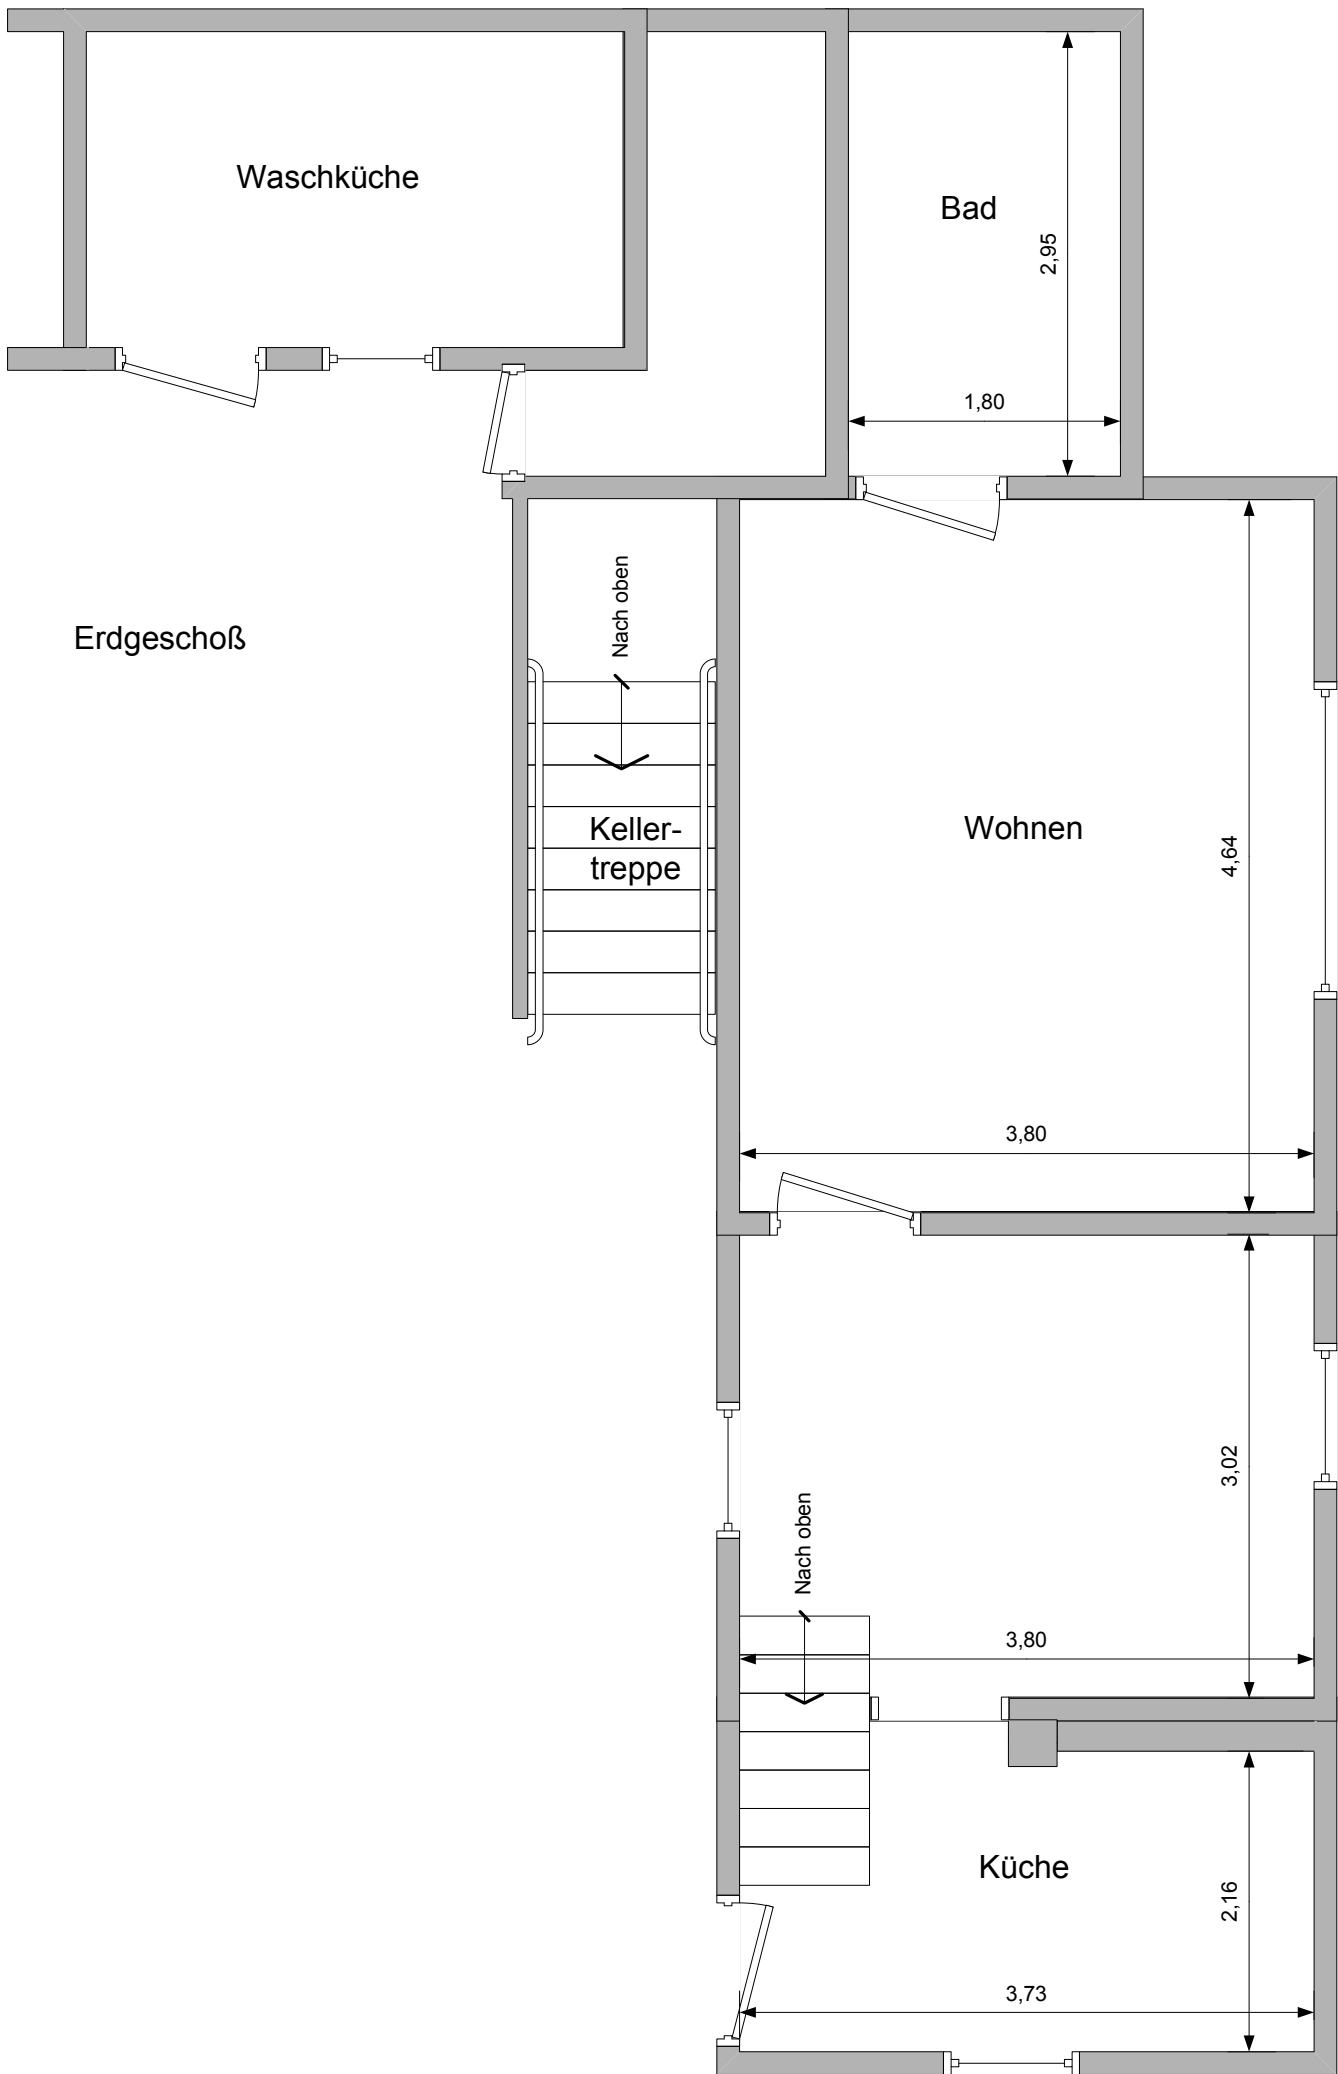 Waschküche
Bad
2,95
1,80
Nach oben
Erdgeschoß
Keller-
treppe
Wohnen
4,64
3,80
3,02
Nach oben
3,80
Küche
2,16
3,73